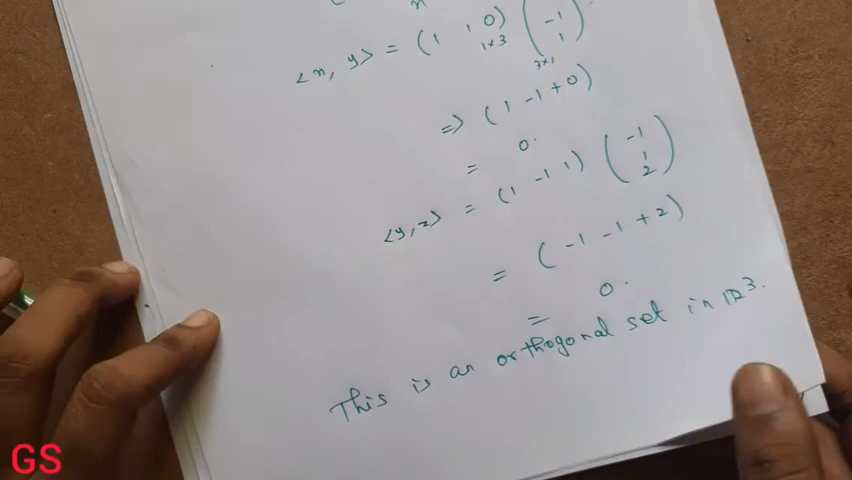 <x, y> = (1 , 1 , 0) 1×3 ( -1 1 ) 3×1
=> (1 -1 + 0)
= 0.
<y, z> = (1 -1 1) ( -1 1 2 )
= ( -1 -1 + 2)
= 0.
This is an orthogonal set in IR³.
GS